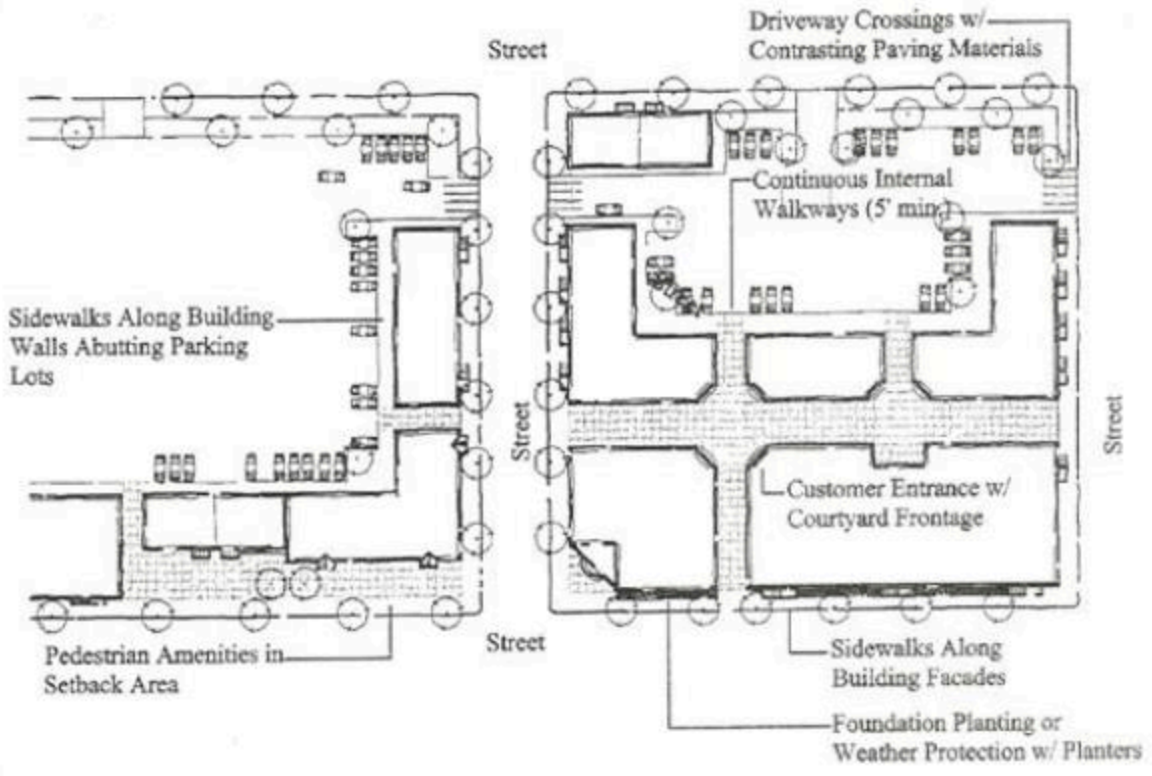 Street
Driveway Crossings w/
Contrasting Paving Materials
Continuous Internal
Walkways (5' min.)
Sidewalks Along Building
Walls Abutting Parking
Lots
Street
Street
Customer Entrance w/
Courtyard Frontage
Street
Pedestrian Amenities in
Setback Area
Sidewalks Along
Building Facades
Foundation Planting or
Weather Protection w/ Planters